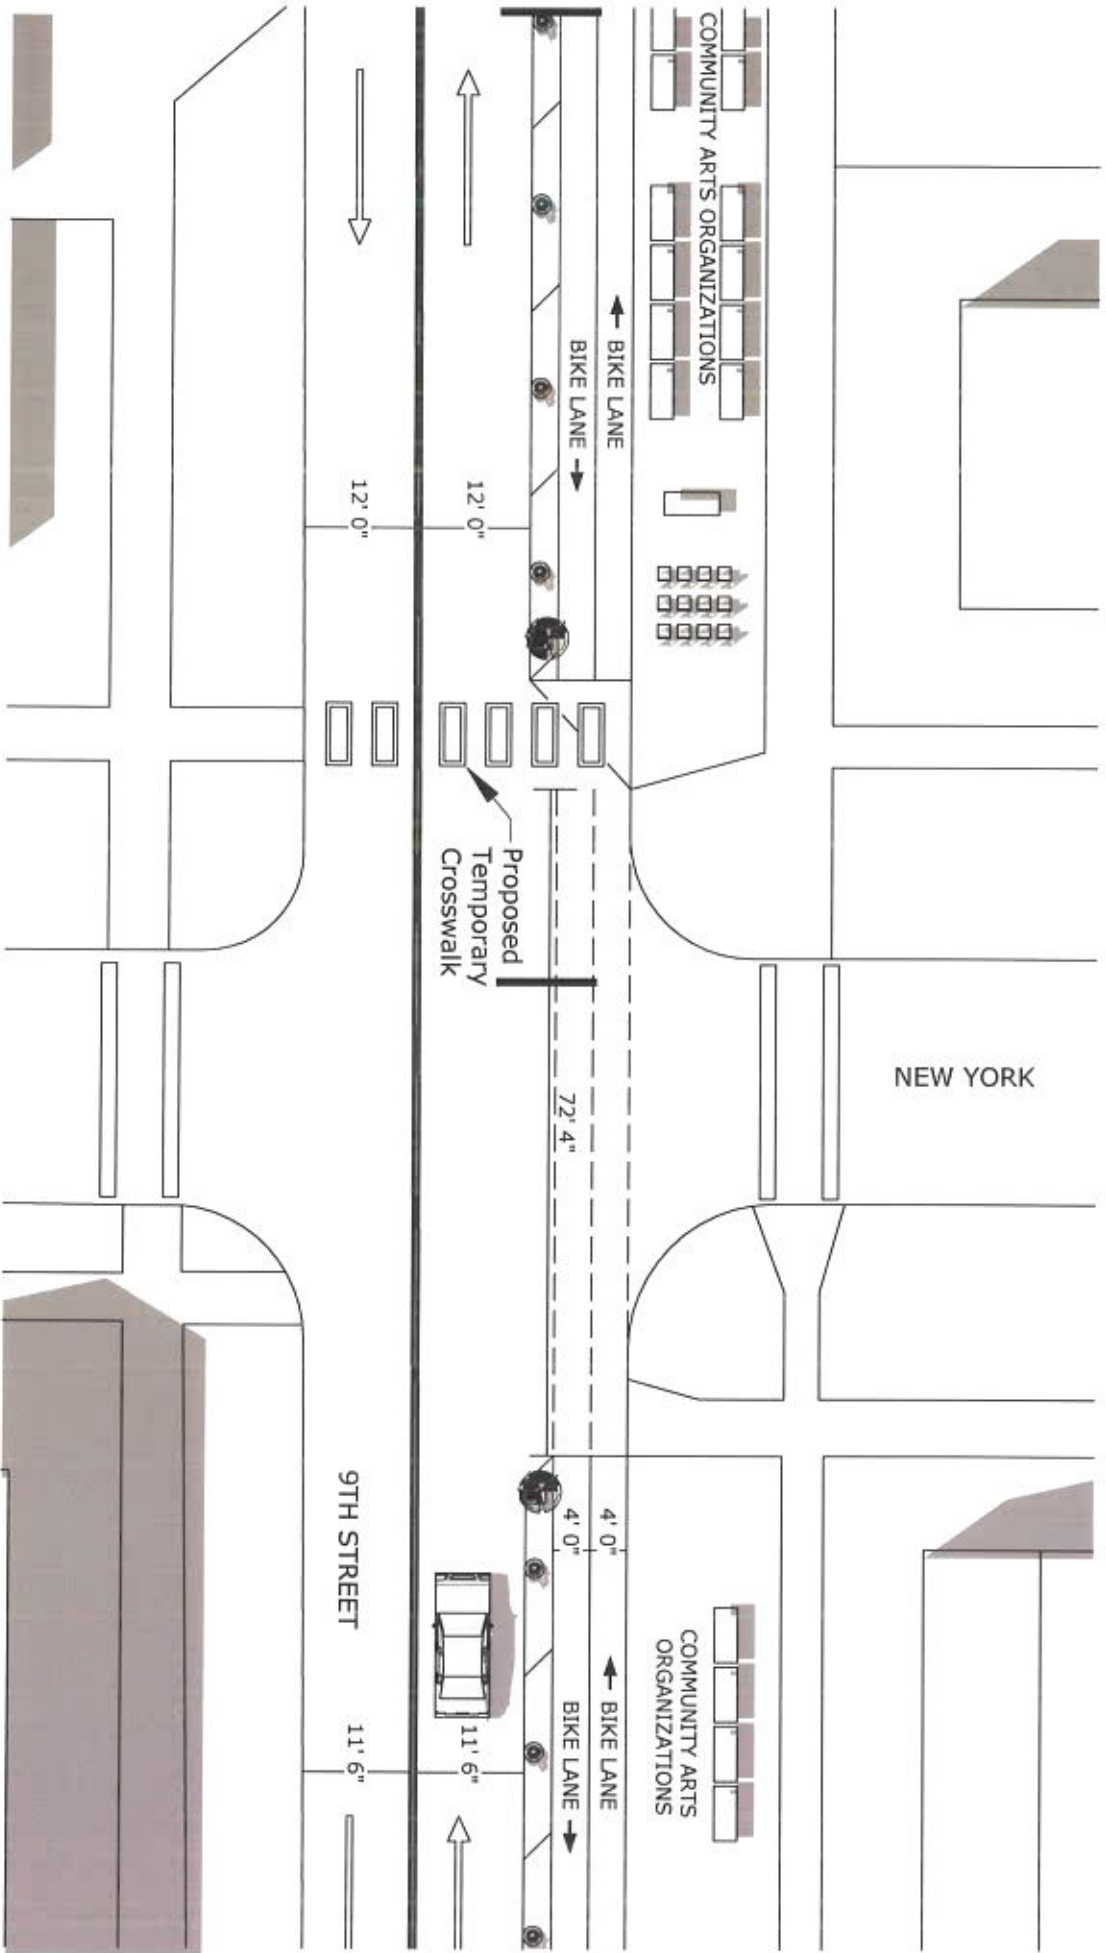 COMMUNITY ARTS ORGANIZATIONS
BIKE LANE
BIKE LANE
12' 0"
12' 0"
Proposed
Temporary
Crosswalk
NEW YORK
72' 4"
9TH STREET
4' 0"
4' 0"
COMMUNITY ARTS
ORGANIZATIONS
BIKE LANE
BIKE LANE
11' 6"
11' 6"